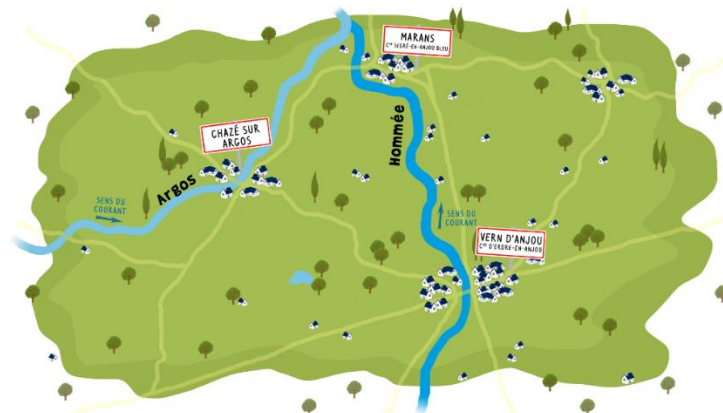 MARANS
Cne SEGRÉ-EN-ANJOU BLEU
CHAZÉ SUR
ARGOS
Hommée
Argos
SENS DU
COURANT
SENS DU
COURANT
VERN D'ANJOU
Cne D'ERDRE-EN-ANJOU